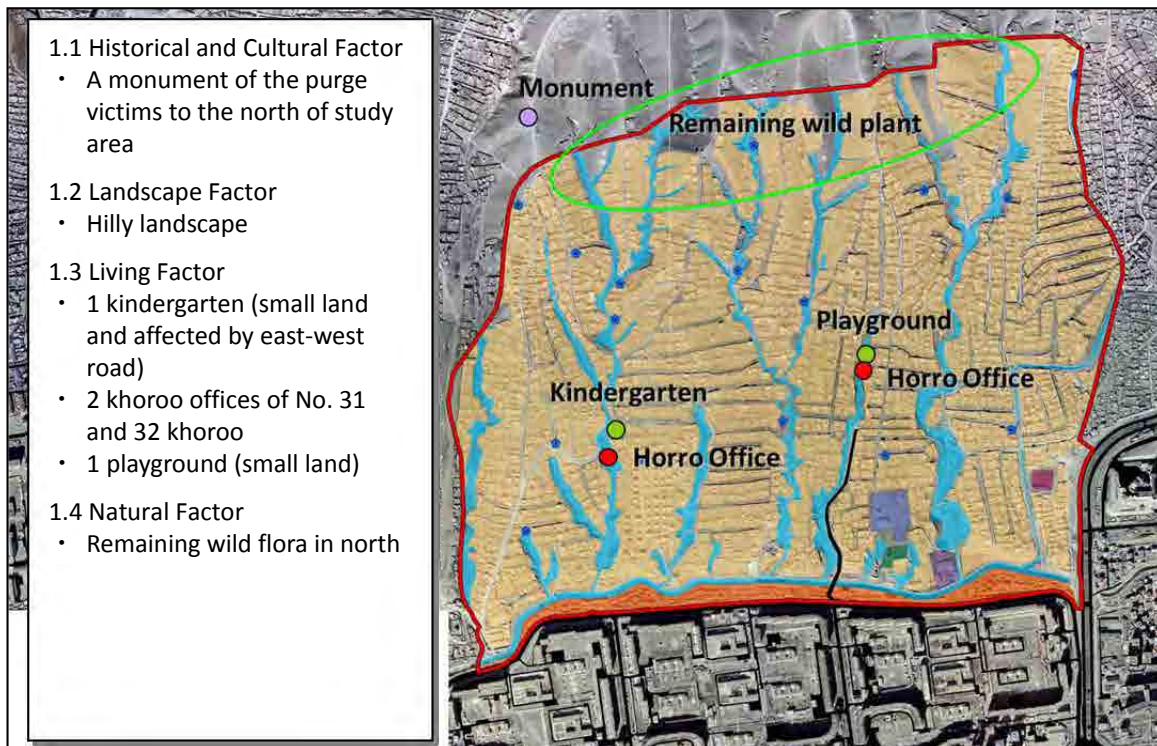 1.1 Historical and Cultural Factor
· A monument of the purge
victims to the north of study
area
1.2 Landscape Factor
· Hilly landscape
1.3 Living Factor
· 1 kindergarten (small land
and affected by east-west
road)
· 2 khoroo offices of No. 31
and 32 khoroo
· 1 playground (small land)
1.4 Natural Factor
· Remaining wild flora in north
Monument
Remaining wild plant
Playground
Horro Office
Kindergarten
Horro Office